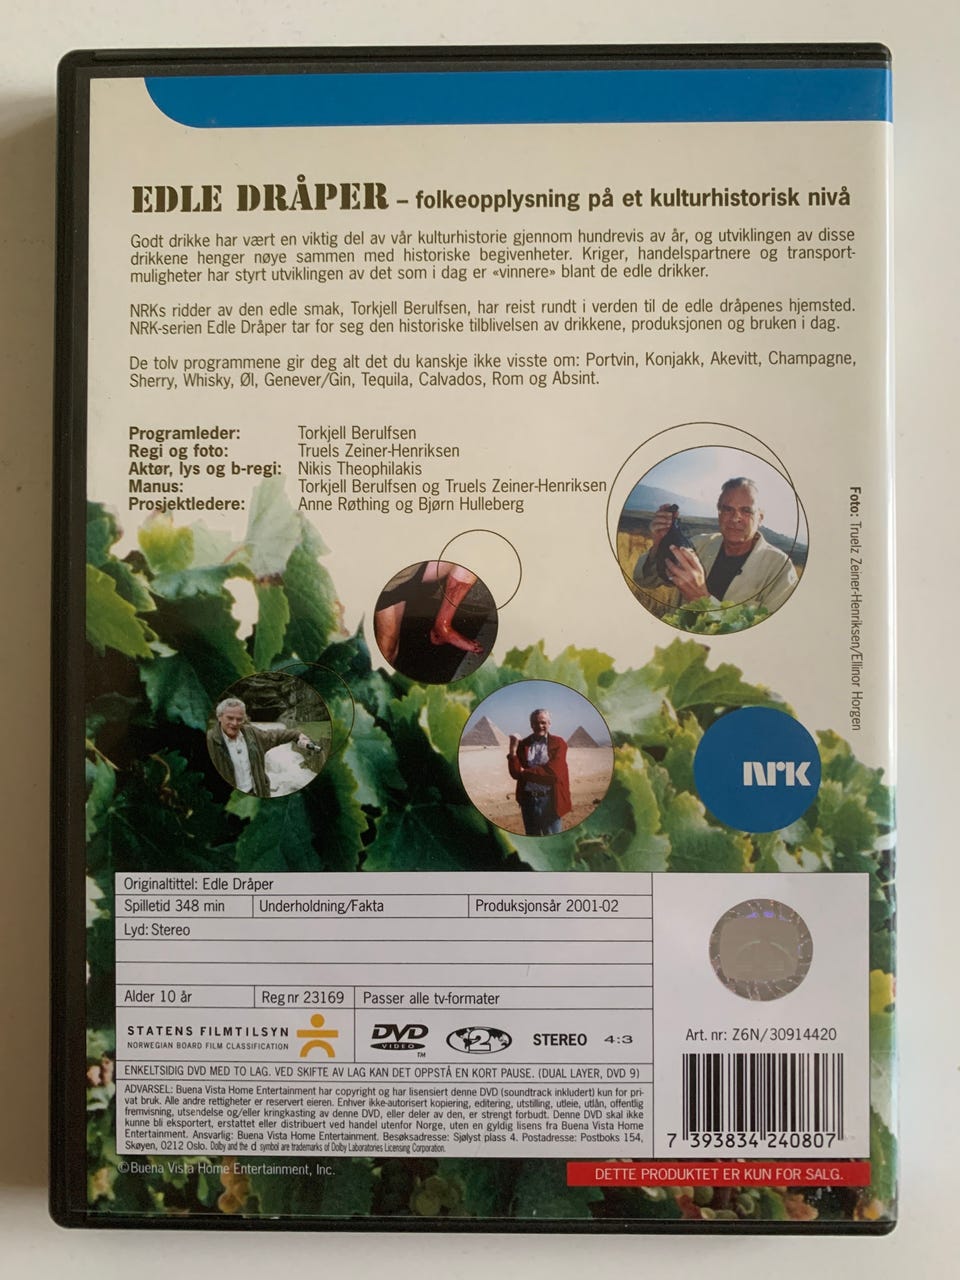 EDLE DRÅPER – folkeopplysning på et kulturhistorisk nivå
Godt drikke har vært en viktig del av vår kulturhistorie gjennom hundrevis av år, og utviklingen av disse
drikkene henger nøye sammen med historiske begivenheter. Kriger, handelspartnere og transport-
muligheter har styrt utviklingen av det som i dag er «vinnere» blant de edle drikker.
NRKs ridder av den edle smak, Torkjell Berulfsen, har reist rundt i verden til de edle dråpenes hjemsted.
NRK-serien Edle Dråper tar for seg den historiske tilblivelsen av drikkene, produksjonen og bruken i dag.
De tolv programmene gir deg alt det du kanskje ikke visste om: Portvin, Konjakk, Akevitt, Champagne,
Sherry, Whisky, Øl, Genever/Gin, Tequila, Calvados, Rom og Absint.
Programleder: Torkjell Berulfsen
Regi og foto: Truels Zeiner-Henriksen
Aktør, lys og b-regi: Nikis Theophilakis
Manus: Torkjell Berulfsen og Truels Zeiner-Henriksen
Prosjektledere: Anne Røthing og Bjørn Hulleberg
Foto: Truelz Zeiner-Henriksen/Ellinor Horgen
NRK
Originaltittel: Edle Dråper
Spilletid 348 min Underholdning/Fakta Produksjonsår 2001-02
Lyd: Stereo
Alder 10 år Reg nr 23169 Passer alle tv-formater
STATENS FILMTILSYN
NORWEGIAN BOARD FILM CLASSIFICATION
DVD VIDEO TM 2 STEREO 4:3
ENKELTSIDIG DVD MED TO LAG. VED SKIFTE AV LAG KAN DET OPPSTÅ EN KORT PAUSE. (DUAL LAYER, DVD 9)
ADVARSEL: Buena Vista Home Entertainment har copyright og har lisensiert denne DVD (soundtrack inkludert) kun for pri-
vat bruk. Alle andre rettigheter er reservert eieren. Enhver ikke-autorisert kopiering, editering, utstilling, utleie, utlån, offentlig
fremvisning, utsendelse og/eller kringkasting av denne DVD, eller deler av den, er strengt forbudt. Denne DVD skal ikke
kunne bli eksportert, erstattet eller distribuert ved handel utenfor Norge, uten en gyldig lisens fra Buena Vista Home
Entertainment. Ansvarlig: Buena Vista Home Entertainment. Besøksadresse: Sjølyst plass 4. Postadresse: Postboks 154,
Skøyen, 0212 Oslo. Dolby and the d symbol are trademarks of Dolby Laboratories Licensing Corporation.
Art. nr: Z6N/30914420
7 393834 240807
©Buena Vista Home Entertainment, Inc.
DETTE PRODUKTET ER KUN FOR SALG.